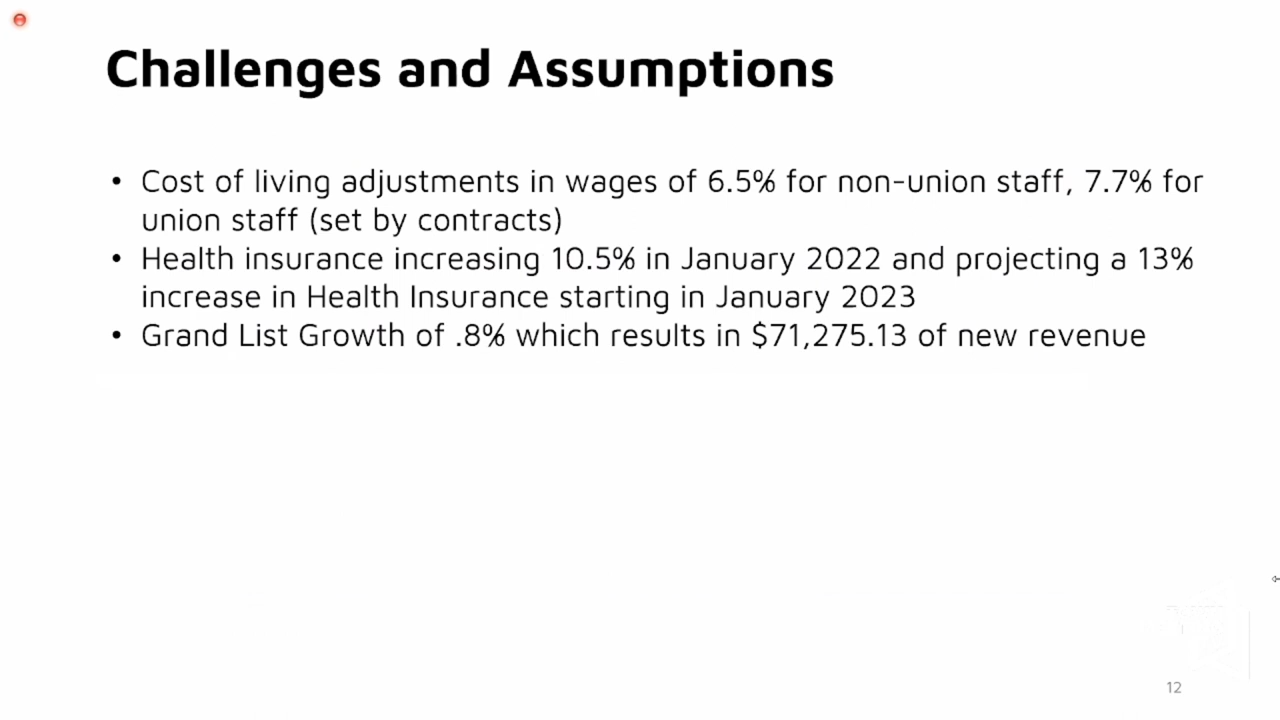 Challenges and Assumptions
• Cost of living adjustments in wages of 6.5% for non-union staff, 7.7% for
union staff (set by contracts)
• Health insurance increasing 10.5% in January 2022 and projecting a 13%
increase in Health Insurance starting in January 2023
• Grand List Growth of .8% which results in $71,275.13 of new revenue
12